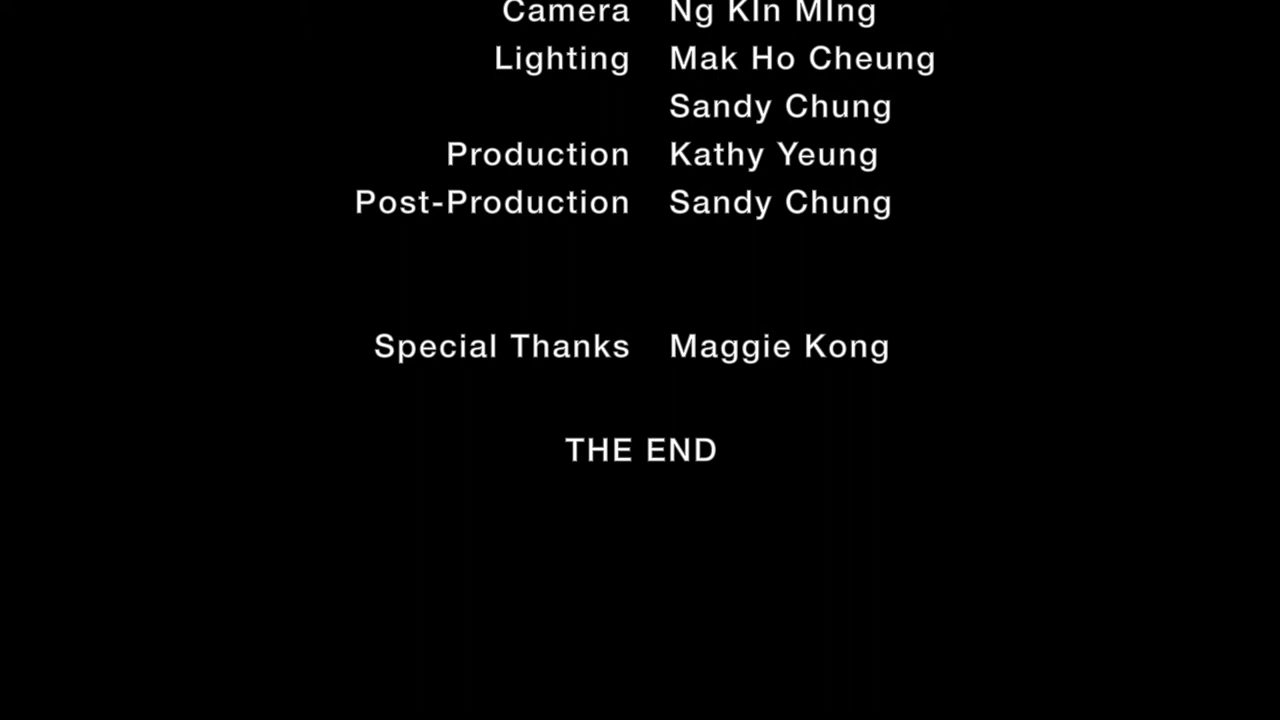 Camera Ng KIn MIng
Lighting Mak Ho Cheung
Sandy Chung
Production Kathy Yeung
Post-Production Sandy Chung
Special Thanks Maggie Kong
THE END